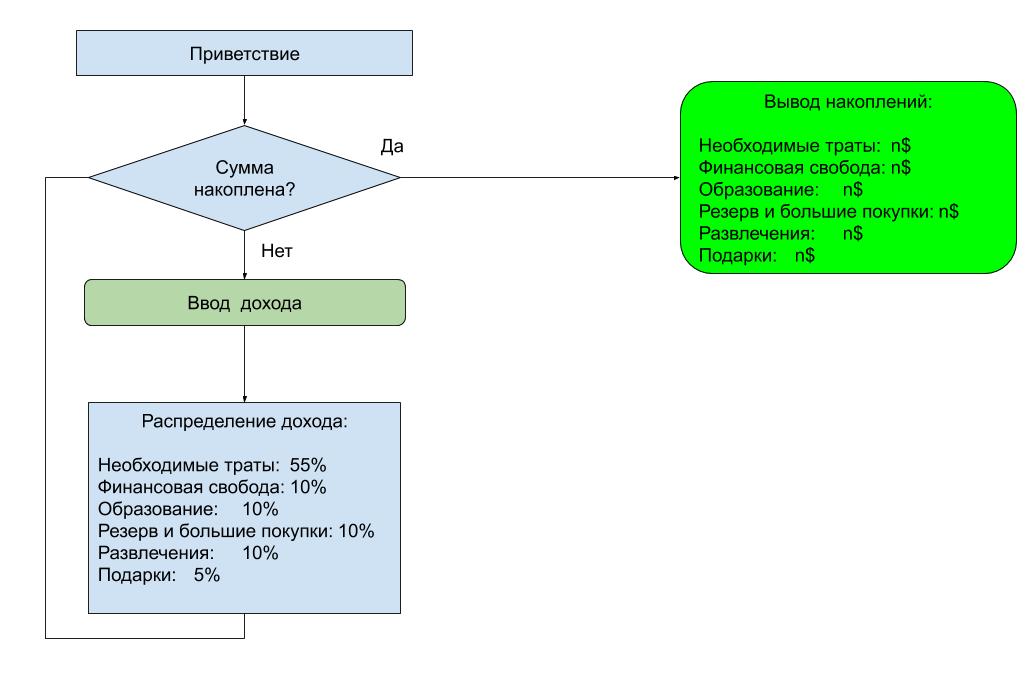 Приветствие
Да
Сумма
накоплена?
Нет
Ввод  дохода
Распределение дохода:
Необходимые траты:  55%
Финансовая свобода: 10%
Образование:     10%
Резерв и большие покупки: 10%
Развлечения:     10%
Подарки:   5%
Вывод накоплений:
Необходимые траты:  n$
Финансовая свобода: n$
Образование:     n$
Резерв и большие покупки: n$
Развлечения:     n$
Подарки:   n$